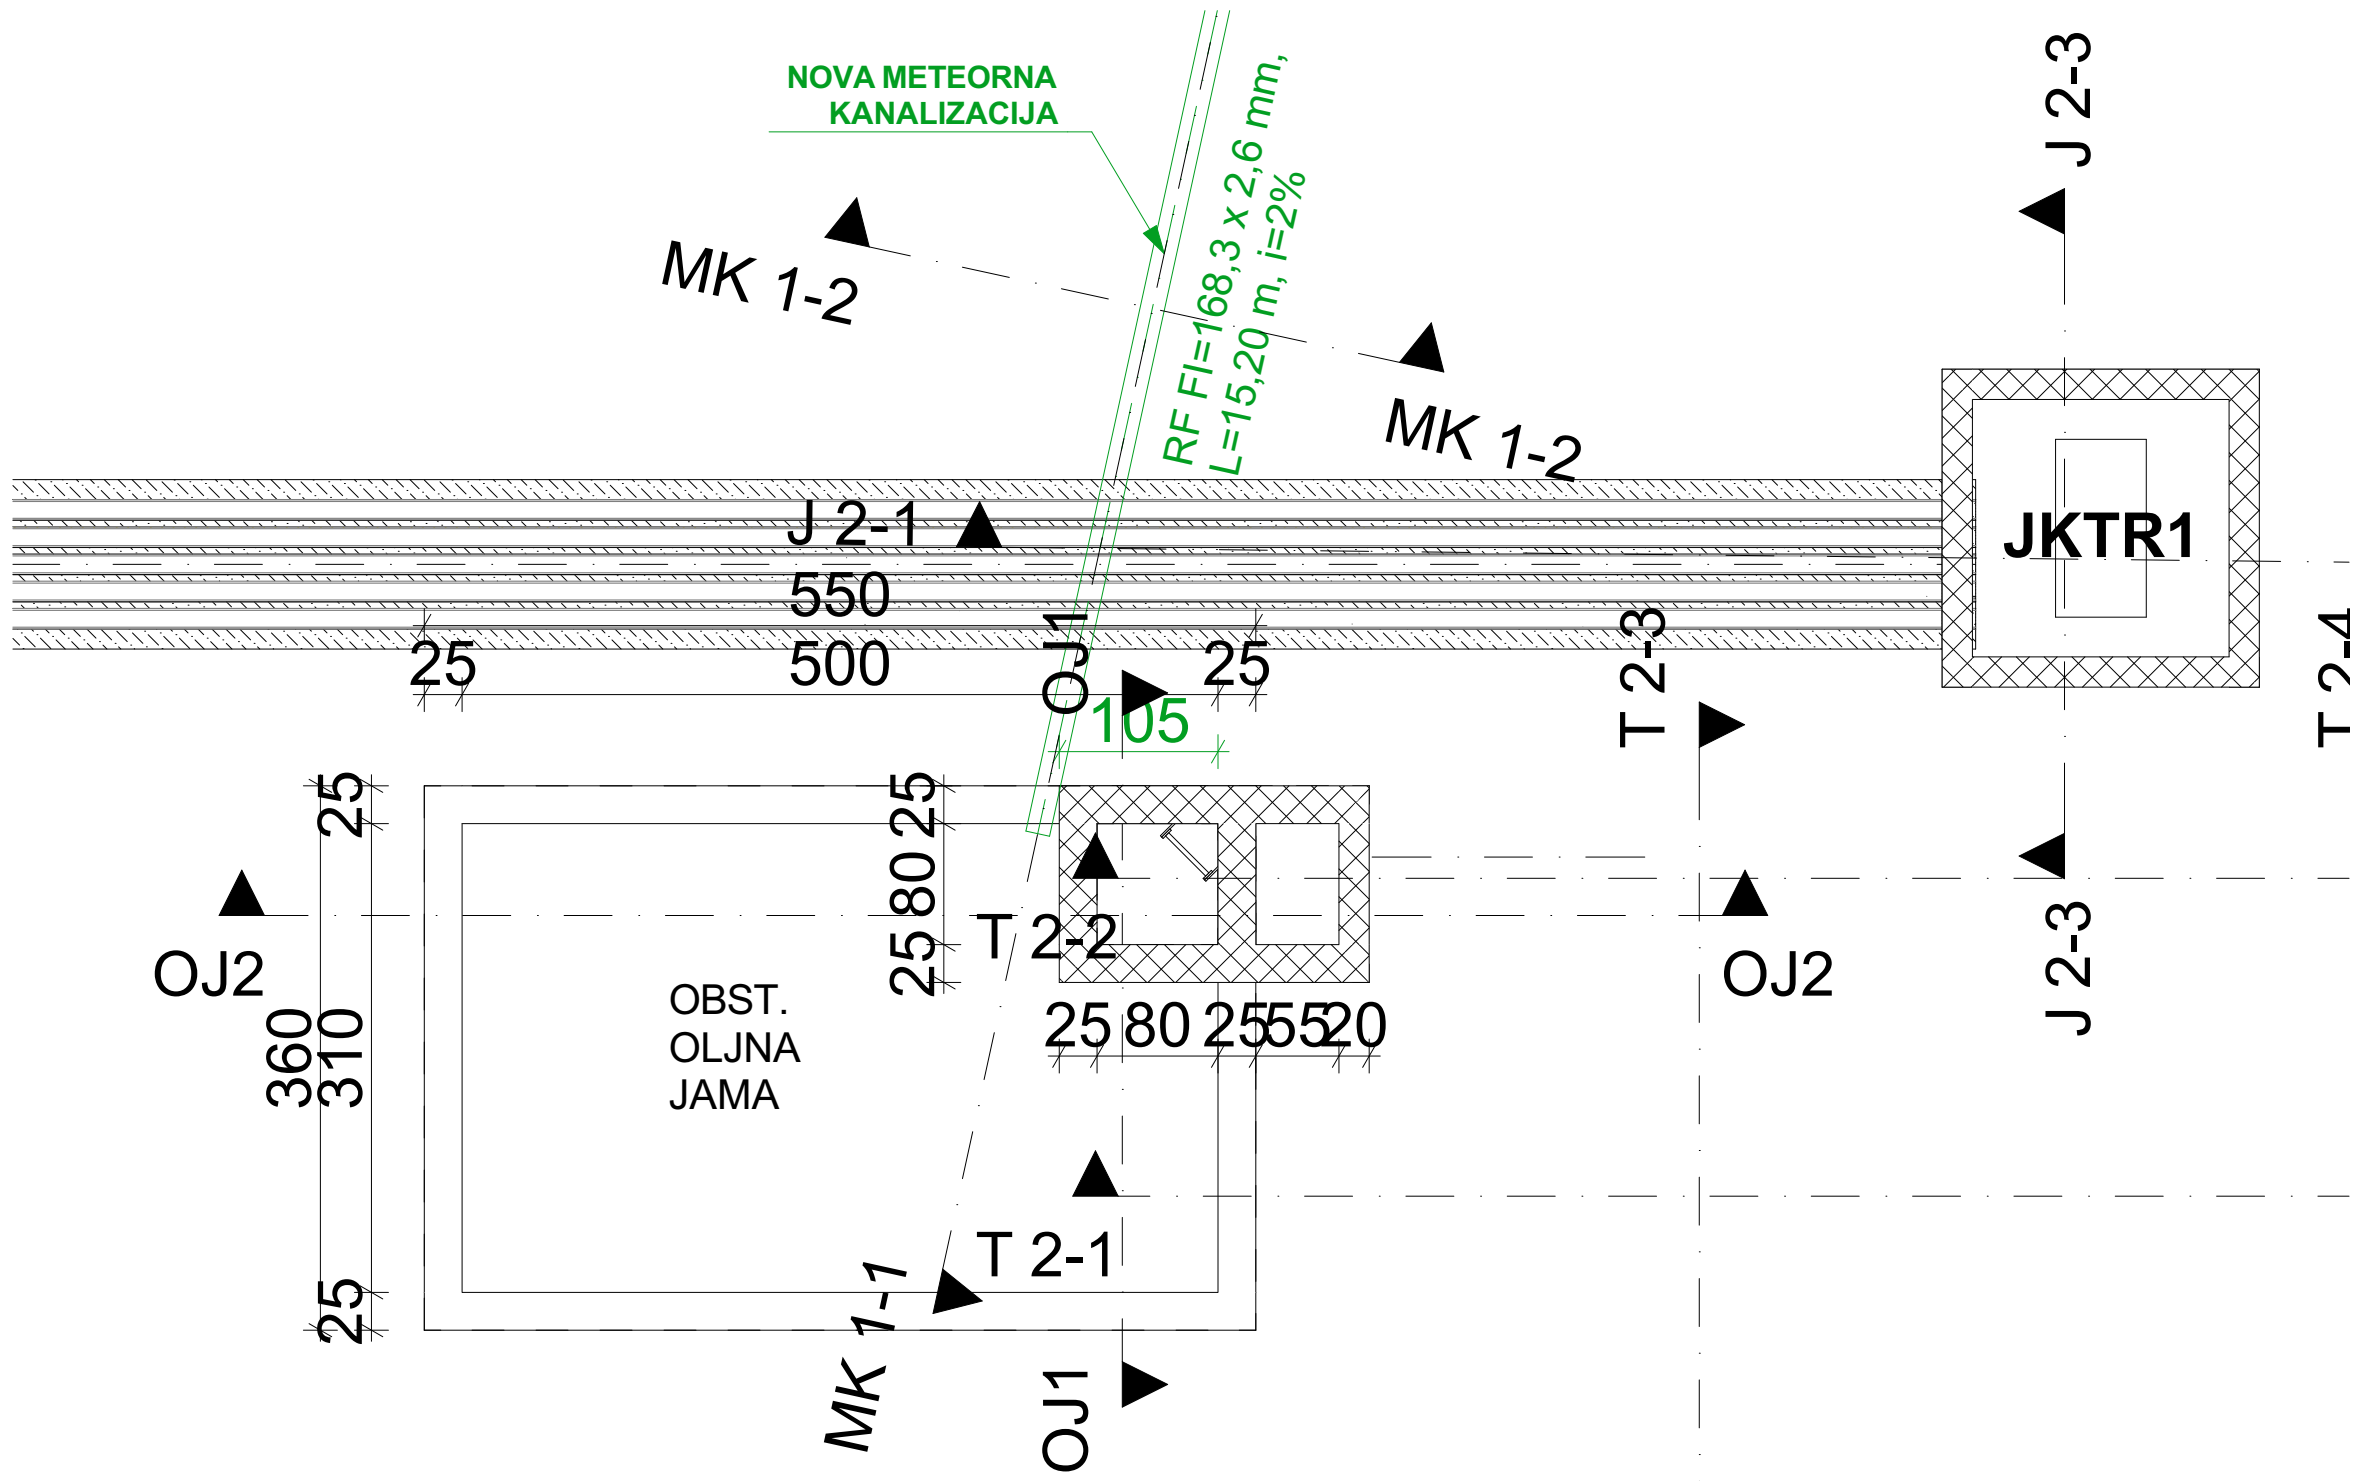 NOVA METEORNA
KANALIZACIJA
RF FI=168,3 x 2,6 mm,
L=15,20 m, i=2%
J 2-3
MK 1-2
MK 1-2
J 2-1
JKTR1
550
25
500
25
OJ1
105
T 2-3
T 2-4
25
25
80
25
T 2-2
OJ2
OJ2
J 2-3
360
310
OBST.
OLJNA
JAMA
25
80
25
55
20
T 2-1
25
MK 1-1
OJ1